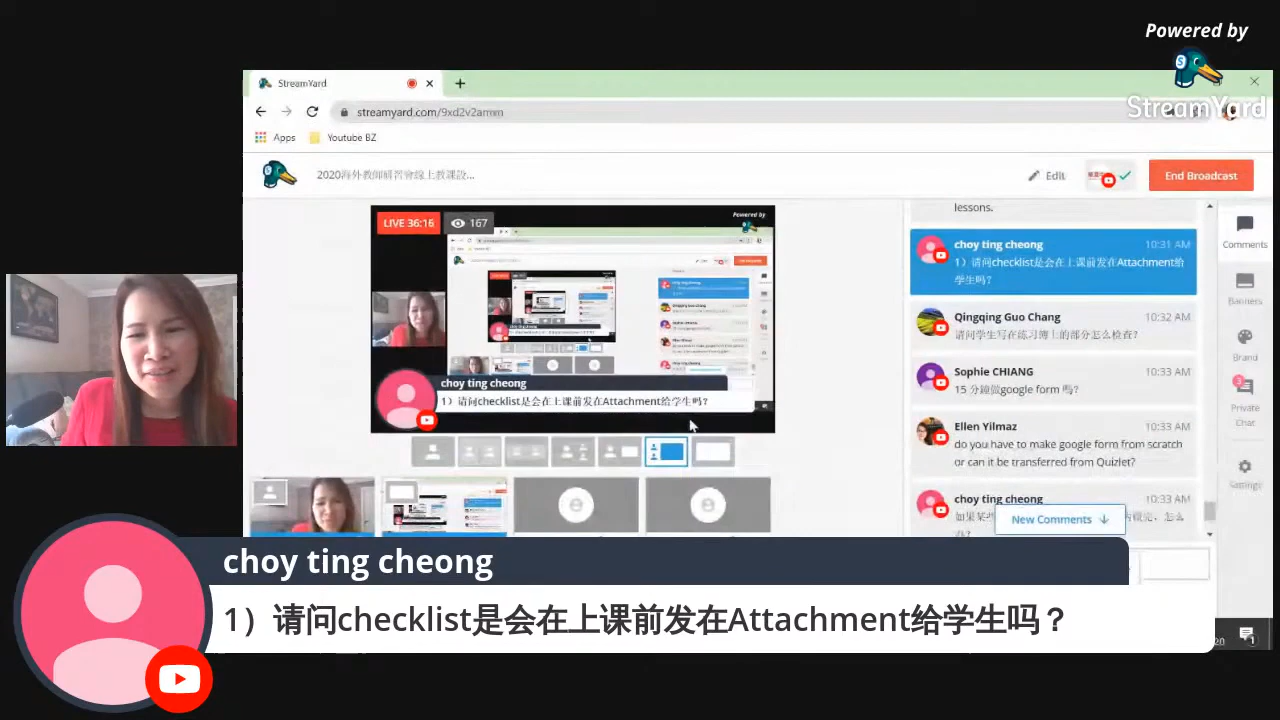 Powered by
StreamYard
StreamYard
streamyard.com/9xd2v2amxn
Apps
Youtube BZ
2020海外教師研習會線上教課設...
Edit
End Broadcast
LIVE 36:16
167
Powered by
choy ting cheong
1）请问checklist是会在上课前发在Attachment给学生吗？
lessons.
choy ting cheong 10:31 AM
1）请问checklist是会在上课前发在Attachment给
学生吗？
Qingqing Guo Chang 10:32 AM
请问学生写在练习博上的部分怎么检查？
Sophie CHIANG 10:33 AM
15 分鐘做google form 嗎?
Ellen Yilmaz 10:33 AM
do you have to make google form from scratch
or can it be transferred from Quizlet?
choy ting cheong 10:33 AM
如果某
New Comments
Comments
Banners
Brand
3
Private
Chat
Settings
choy ting cheong
1）请问checklist是会在上课前发在Attachment给学生吗？